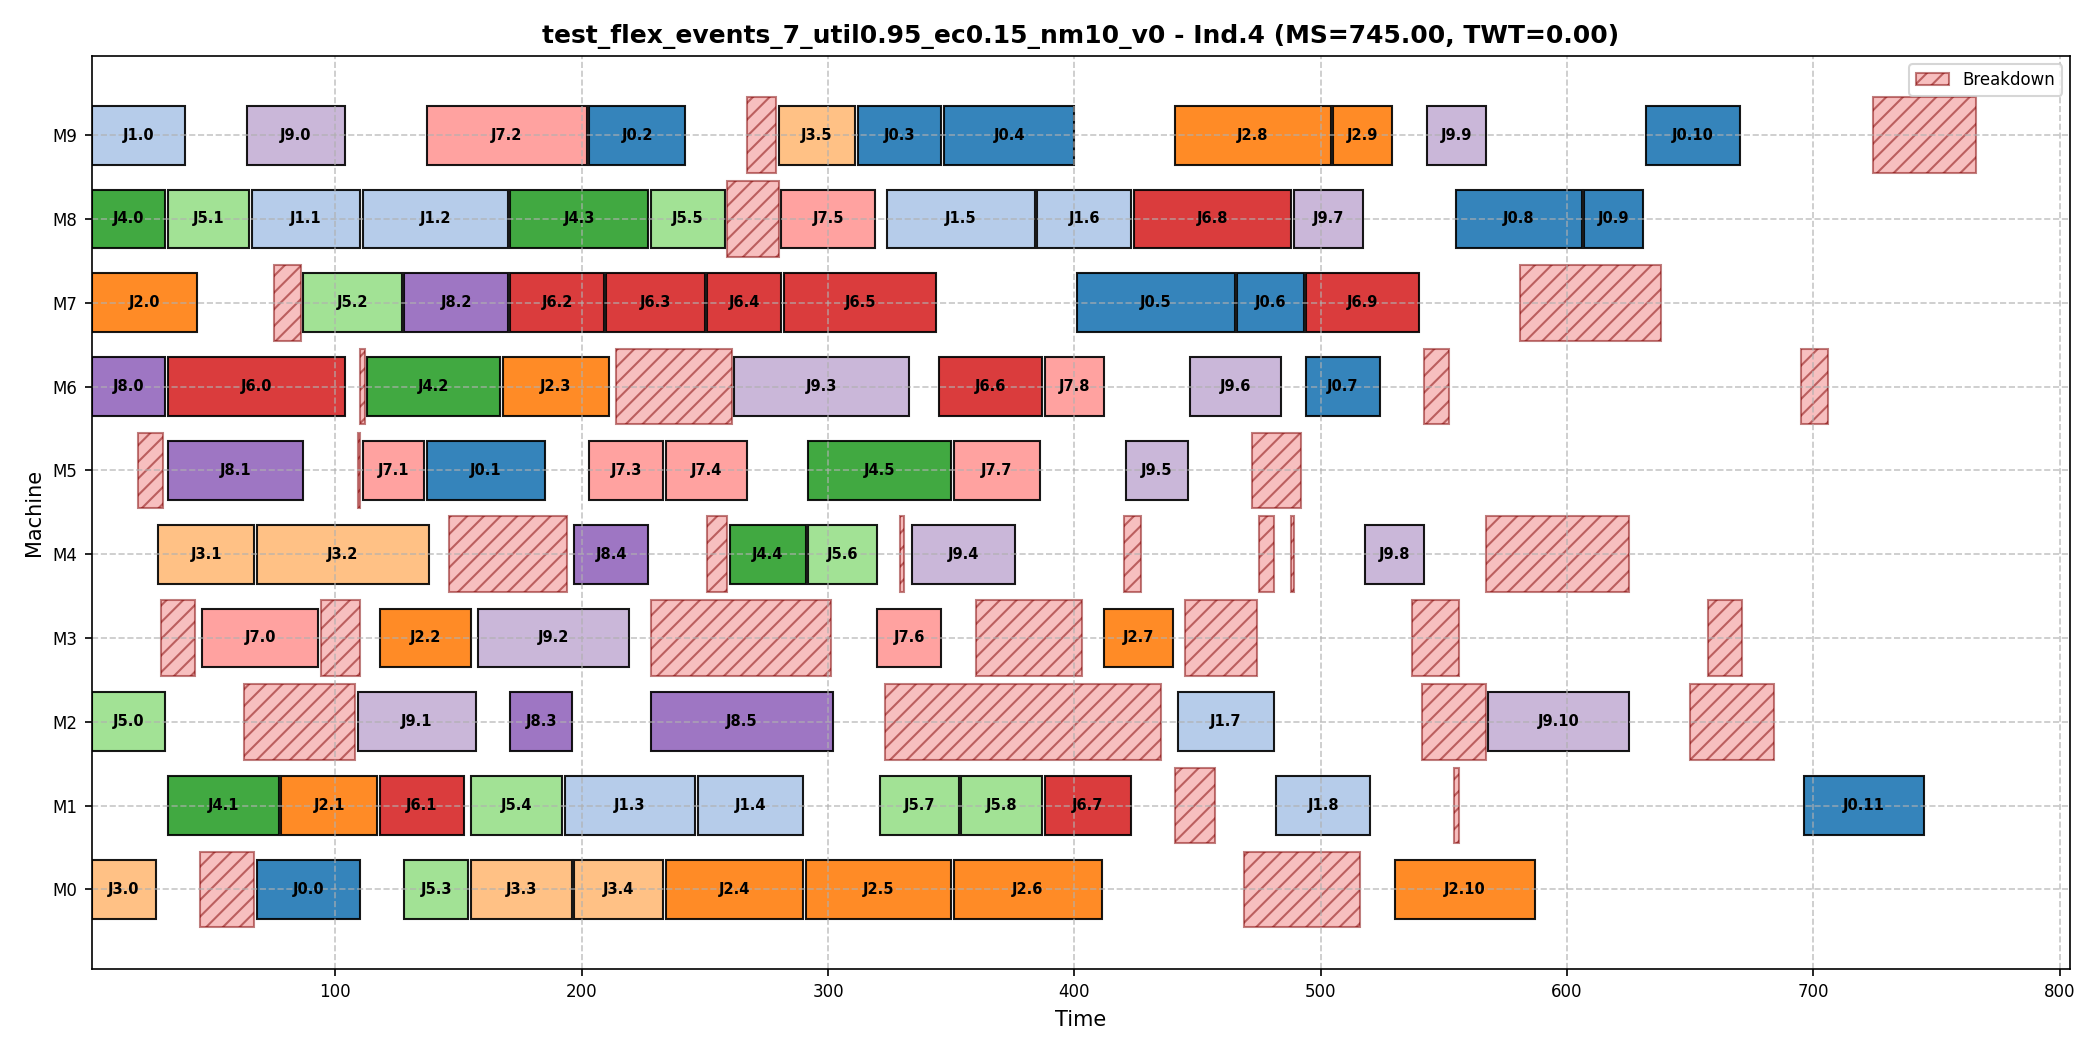 test_flex_events_7_util0.95_ec0.15_nm10_v0 - Ind.4 (MS=745.00, TWT=0.00)
Breakdown
M9 J1.0 J9.0 J7.2 J0.2 J3.5 J0.3 J0.4 J2.8 J2.9 J9.9 J0.10
M8 J4.0 J5.1 J1.1 J1.2 J4.3 J5.5 J7.5 J1.5 J1.6 J6.8 J9.7 J0.8 J0.9
M7 J2.0 J5.2 J8.2 J6.2 J6.3 J6.4 J6.5 J0.5 J0.6 J6.9
M6 J8.0 J6.0 J4.2 J2.3 J9.3 J6.6 J7.8 J9.6 J0.7
M5 J8.1 J7.1 J0.1 J7.3 J7.4 J4.5 J7.7 J9.5
M4 J3.1 J3.2 J8.4 J4.4 J5.6 J9.4 J9.8
M3 J7.0 J2.2 J9.2 J7.6 J2.7
M2 J5.0 J9.1 J8.3 J8.5 J1.7 J9.10
M1 J4.1 J2.1 J6.1 J5.4 J1.3 J1.4 J5.7 J5.8 J6.7 J1.8 J0.11
M0 J3.0 J0.0 J5.3 J3.3 J3.4 J2.4 J2.5 J2.6 J2.10
Machine
100 200 300 400 500 600 700 800
Time